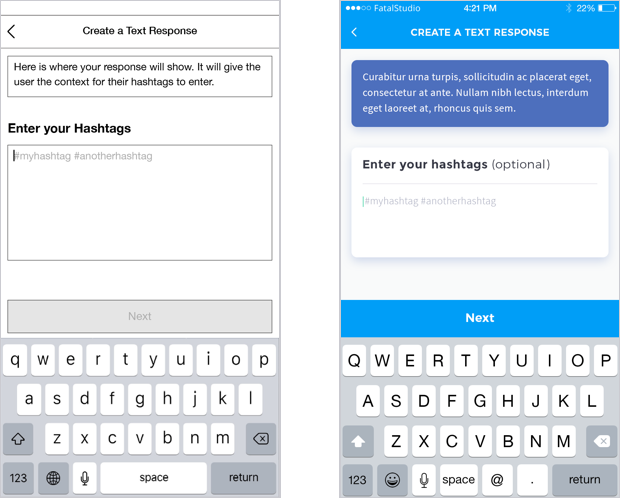 Create a Text Response
Here is where your response will show. It will give the
user the context for their hashtags to enter.
Enter your Hashtags
#myhashtag #anotherhashtag
Next
q w e r t y u i o p
a s d f g h j k l
z x c v b n m
123 space return
FatalStudio 4:21 PM 22%
CREATE A TEXT RESPONSE
Curabitur urna turpis, sollicitudin ac placerat eget,
consectetur at ante. Nullam nibh lectus, interdum
eget laoreet at, rhoncus quis sem.
Enter your hashtags (optional)
#myhashtag #anotherhashtag
Next
Q W E R T Y U I O P
A S D F G H J K L
Z X C V B N M
123 space @ . return